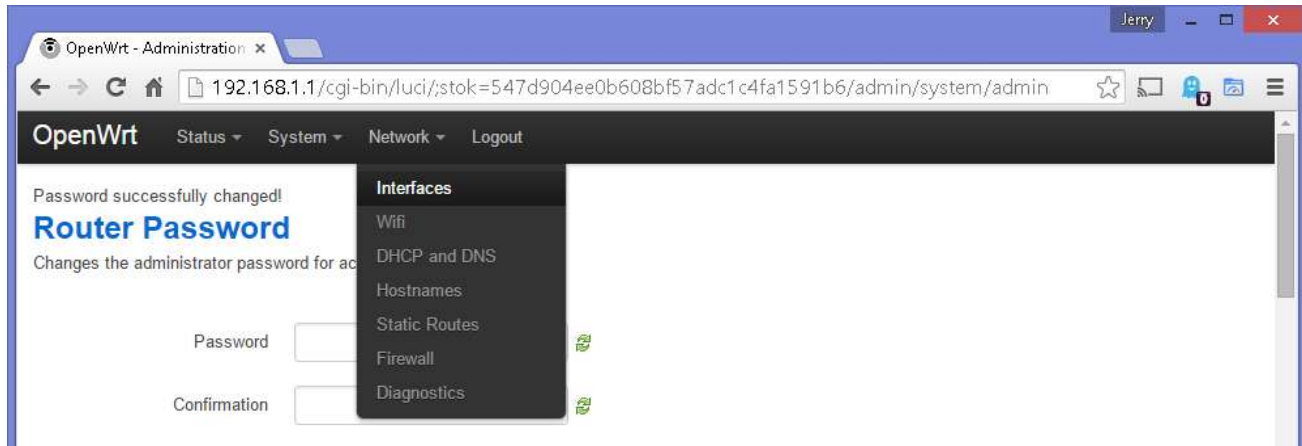 Jerry
OpenWrt - Administration
192.168.1.1/cgi-bin/luci/;stok=547d904ee0b608bf57adc1c4fa1591b6/admin/system/admin
0
OpenWrt Status System Network Logout
Interfaces
Wifi
DHCP and DNS
Hostnames
Static Routes
Firewall
Diagnostics
Password successfully changed!
Router Password
Changes the administrator password for ac
Password
Confirmation